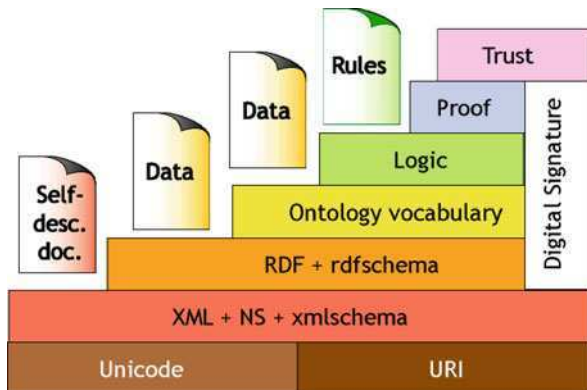 Rules
Trust
Data
Proof
Data
Logic
Self-
desc.
doc.
Ontology vocabulary
Digital Signature
RDF + rdfschema
XML + NS + xmlschema
Unicode
URI